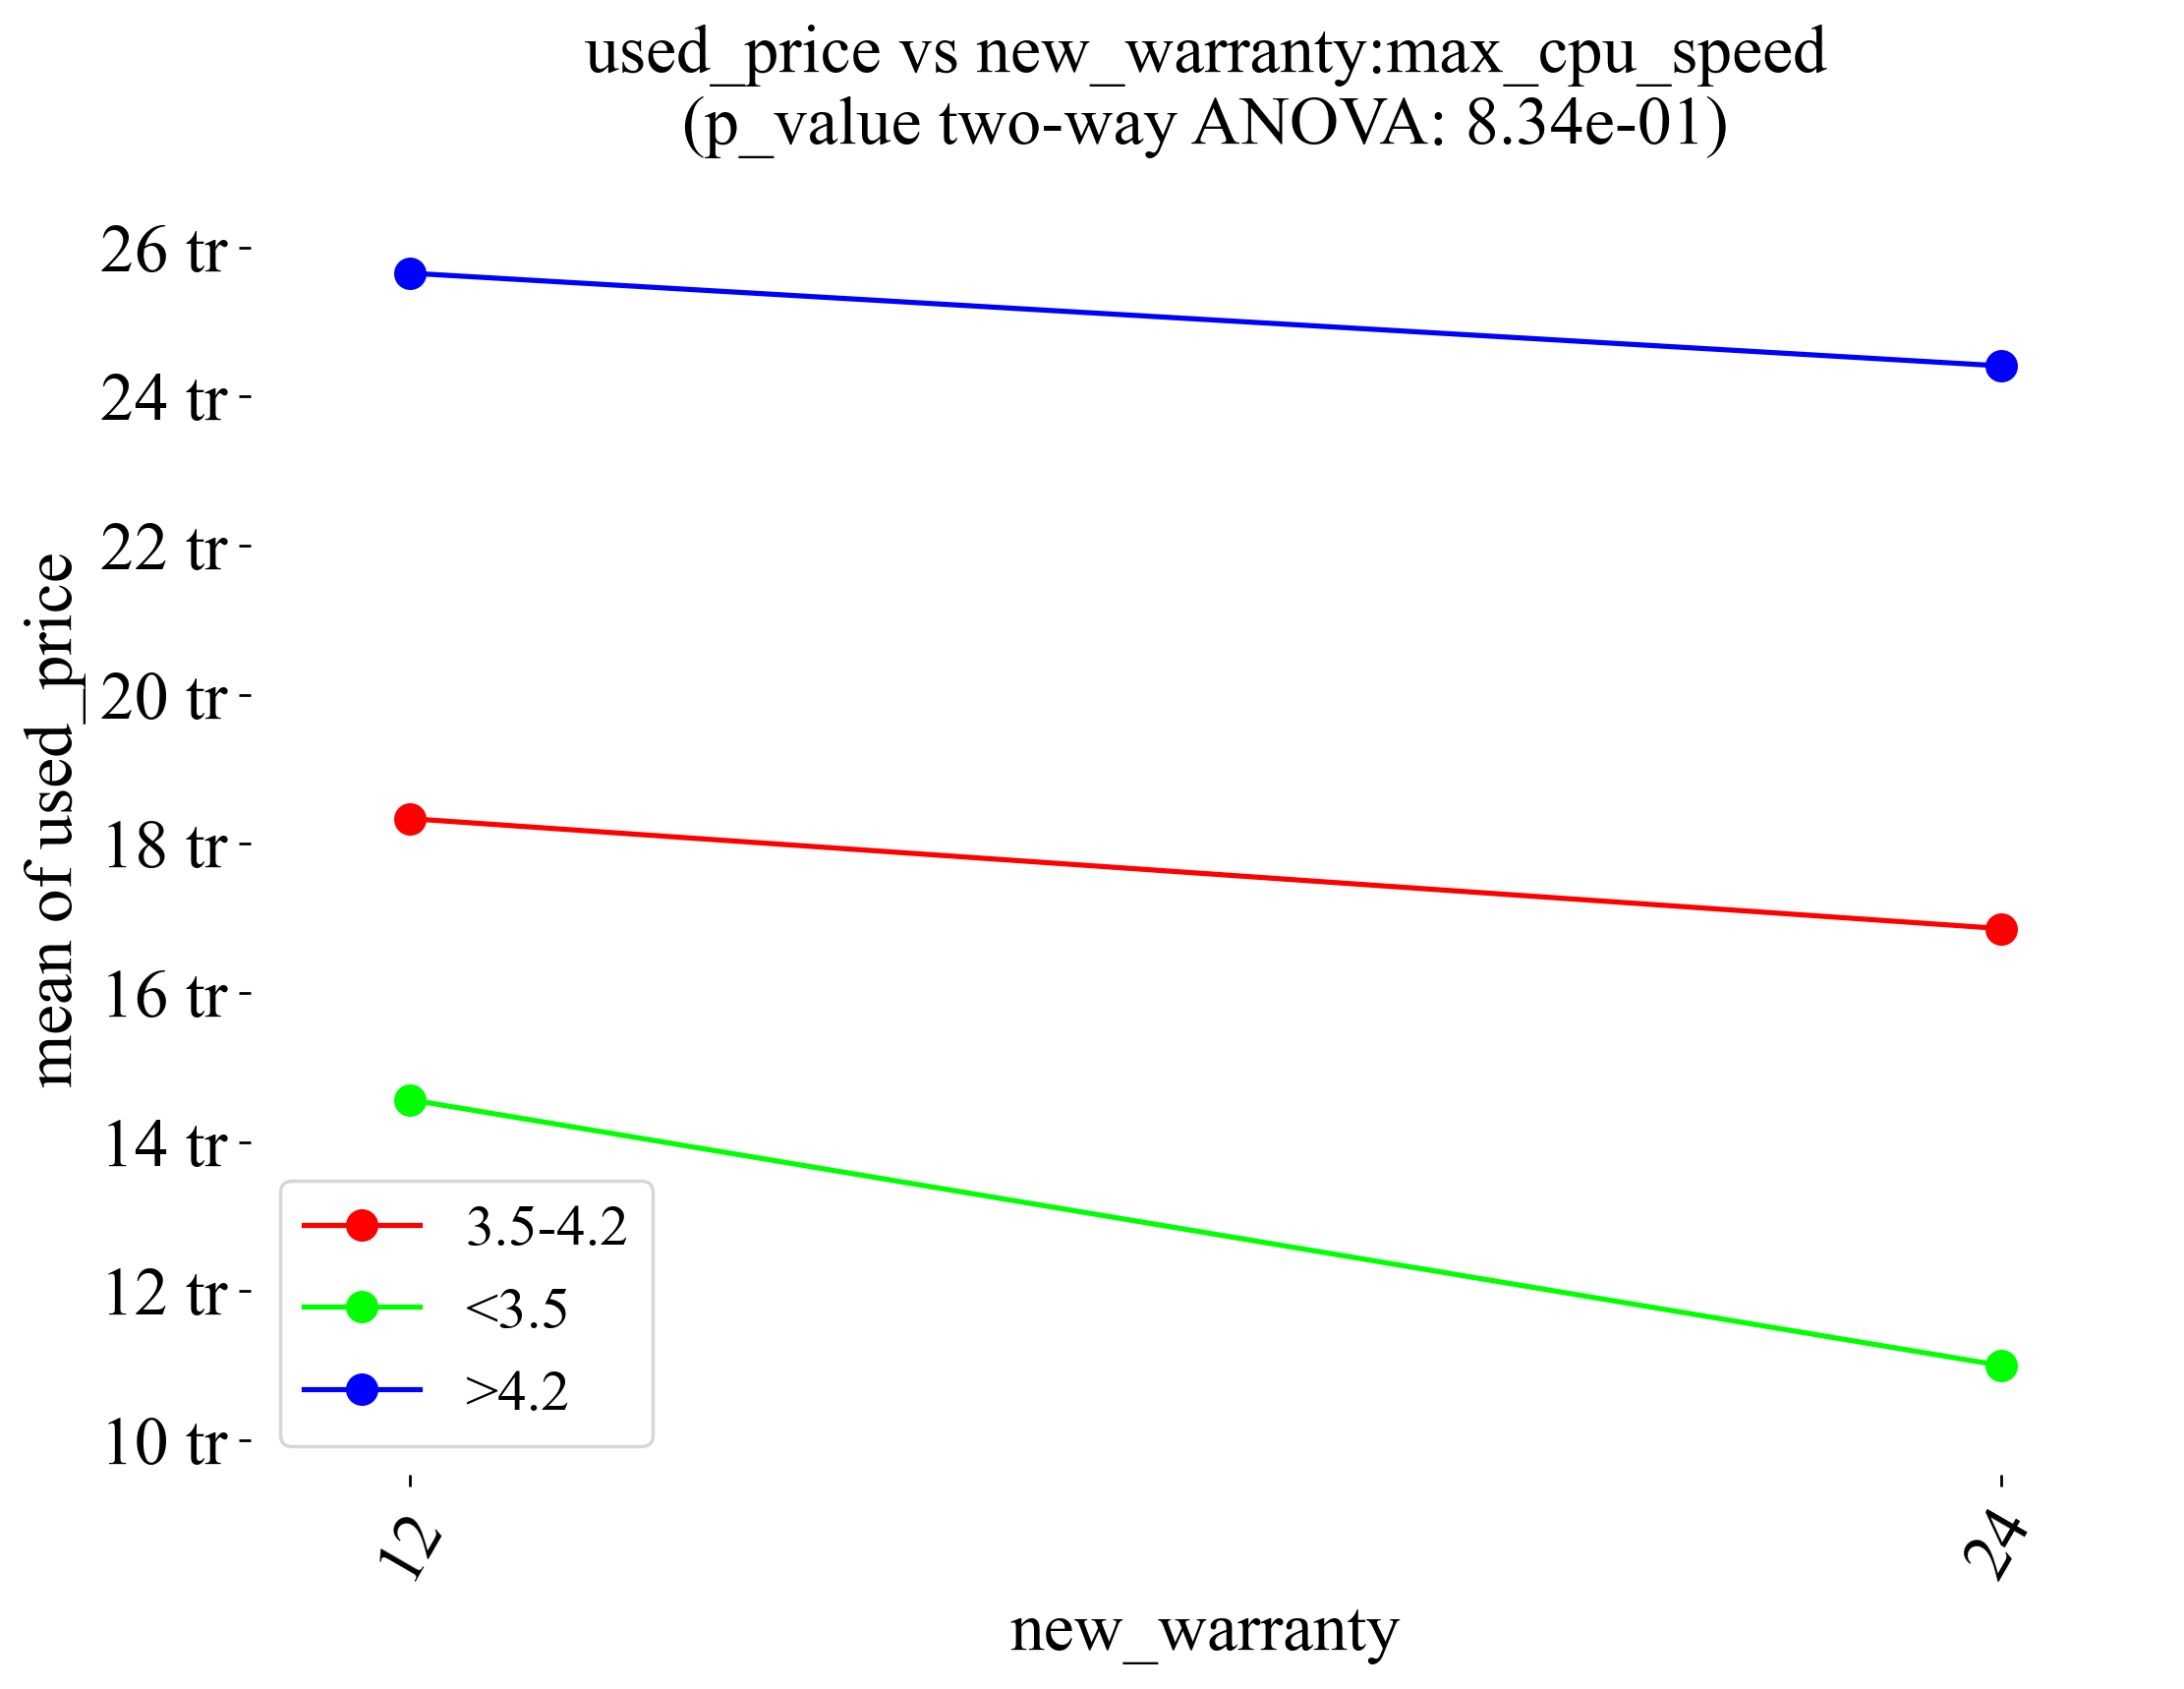 used_price vs new_warranty:max_cpu_speed
(p_value two-way ANOVA: 8.34e-01)
mean of used_price
26 tr
24 tr
22 tr
20 tr
18 tr
16 tr
14 tr
12 tr
10 tr
3.5-4.2
<3.5
>4.2
12
24
new_warranty